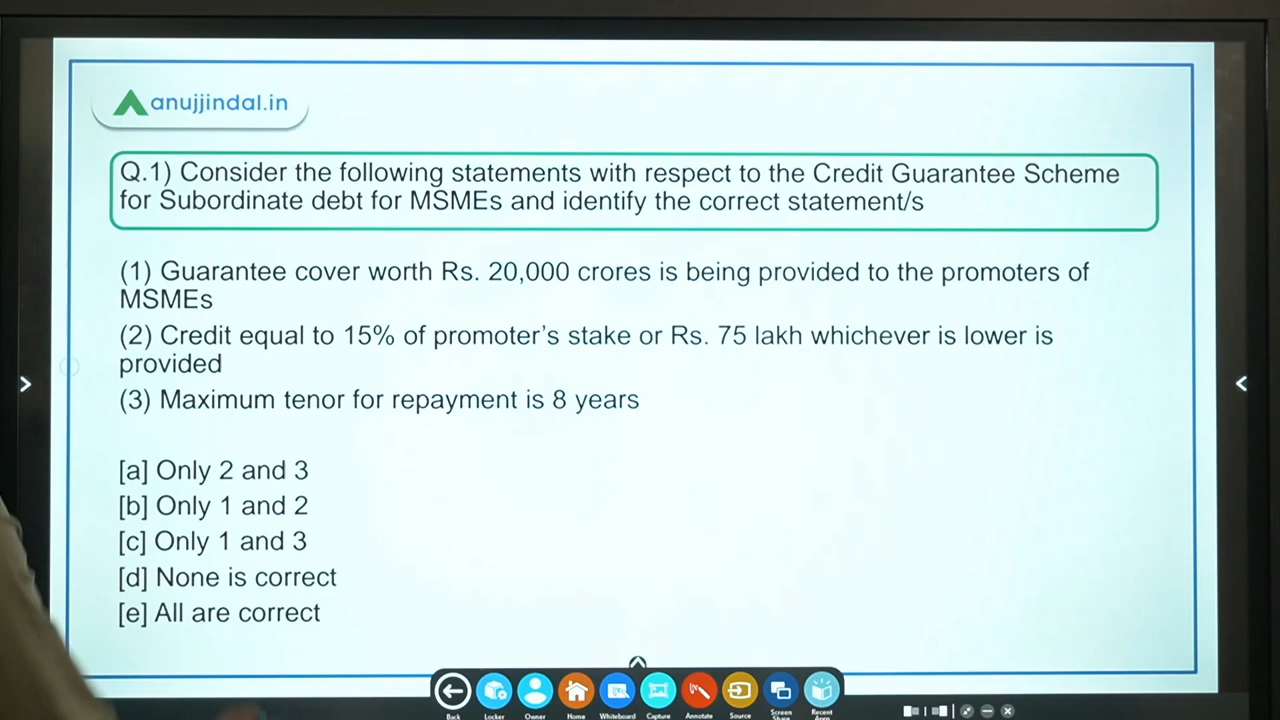 anujjindal.in
Q.1) Consider the following statements with respect to the Credit Guarantee Scheme
for Subordinate debt for MSMEs and identify the correct statement/s
(1) Guarantee cover worth Rs. 20,000 crores is being provided to the promoters of
MSMEs
(2) Credit equal to 15% of promoter's stake or Rs. 75 lakh whichever is lower is
provided
(3) Maximum tenor for repayment is 8 years
[a] Only 2 and 3
[b] Only 1 and 2
[c] Only 1 and 3
[d] None is correct
[e] All are correct
Back Locker Owner Home Whiteboard Capture Annotate Source Screen Share Recent Apps